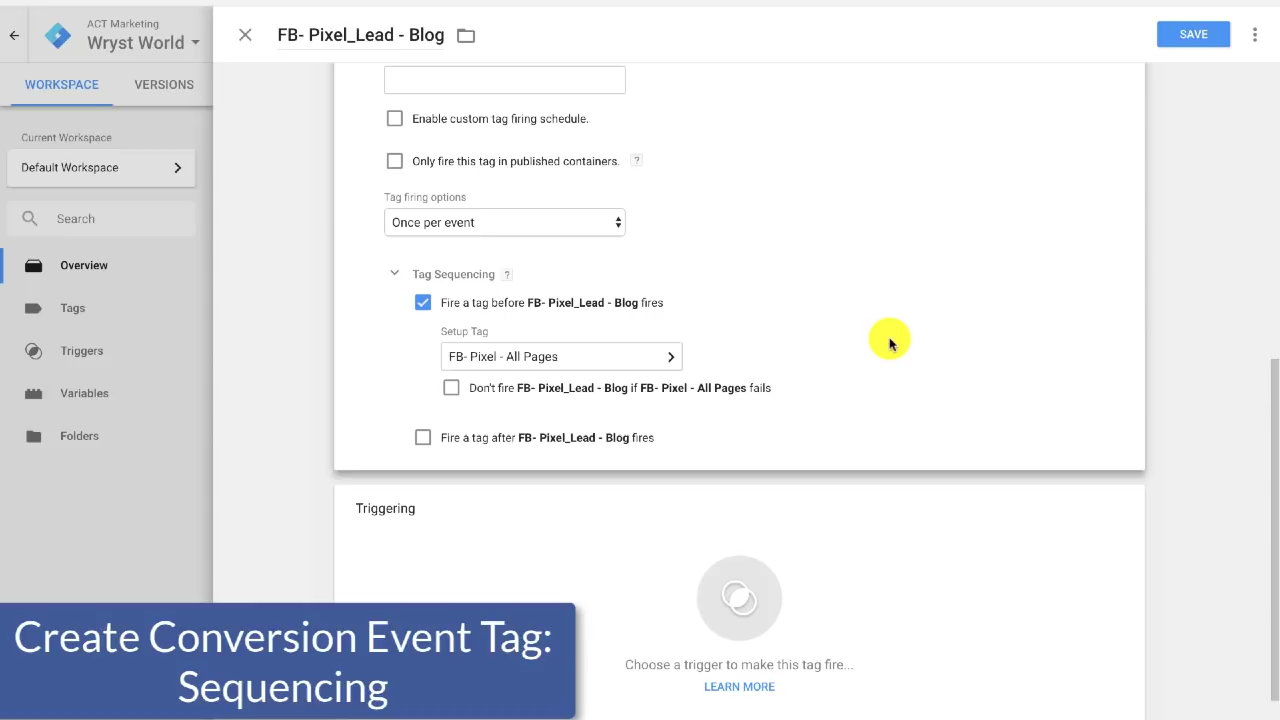 ACT Marketing
Wryst World
FB- Pixel_Lead - Blog
SAVE
WORKSPACE
VERSIONS
Current Workspace
Default Workspace
Search
Overview
Tags
Triggers
Variables
Folders
Enable custom tag firing schedule.
Only fire this tag in published containers. ?
Tag firing options
Once per event
Tag Sequencing ?
Fire a tag before FB- Pixel_Lead - Blog fires
Setup Tag
FB- Pixel - All Pages
Don't fire FB- Pixel_Lead - Blog if FB- Pixel - All Pages fails
Fire a tag after FB- Pixel_Lead - Blog fires
Triggering
Choose a trigger to make this tag fire...
LEARN MORE
Create Conversion Event Tag:
Sequencing